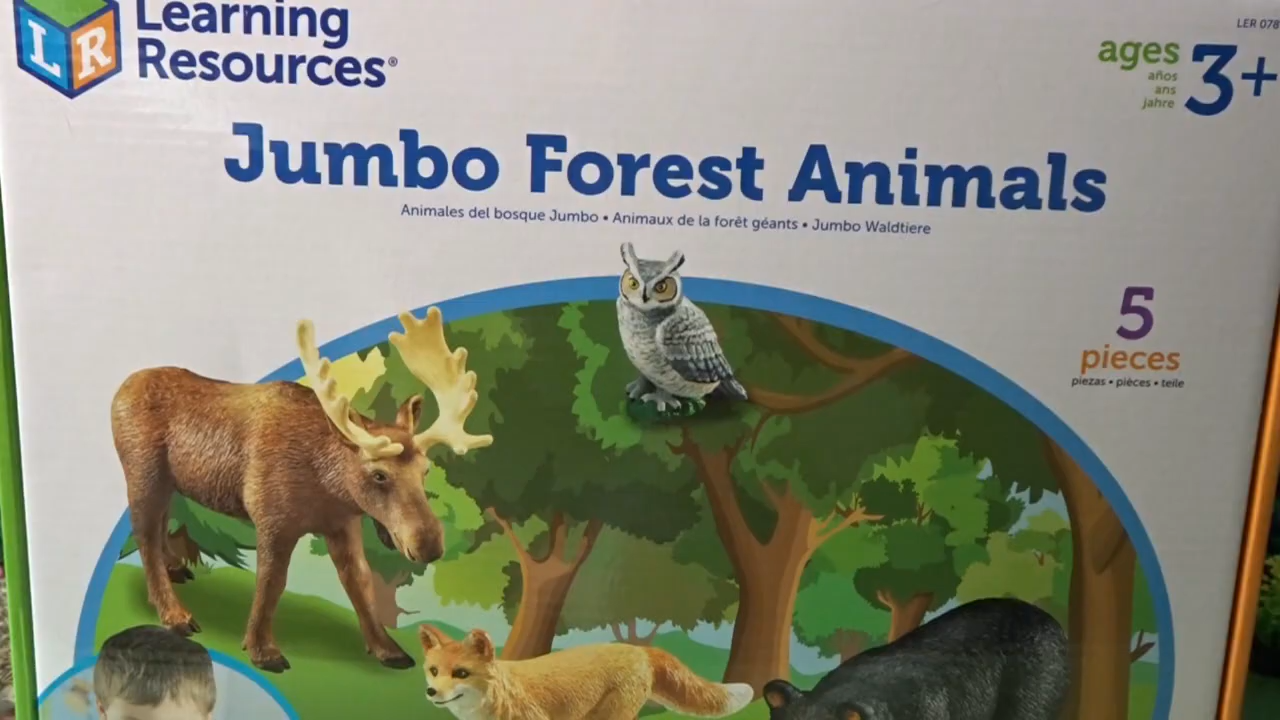 LR
Learning
Resources®
LER 078
ages
años
ans
jahre
3+
Jumbo Forest Animals
Animales del bosque Jumbo • Animaux de la forêt géants • Jumbo Waldtiere
5
pieces
piezas • pièces • teile